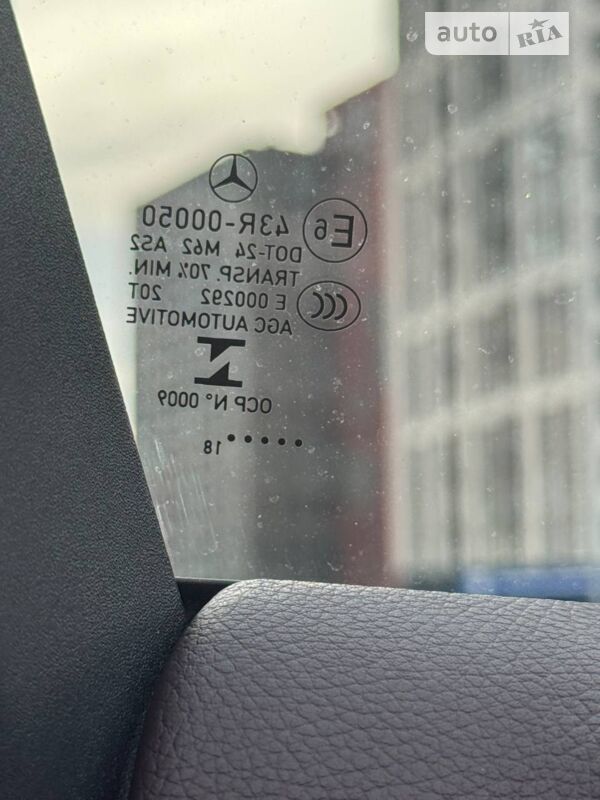 auto RIA
E6 43R-00050
DOT-24 M62 AS2
TRANSP. 70% MIN.
CCC E 000292 20T
AGC AUTOMOTIVE
OCP N° 0009
•••••18